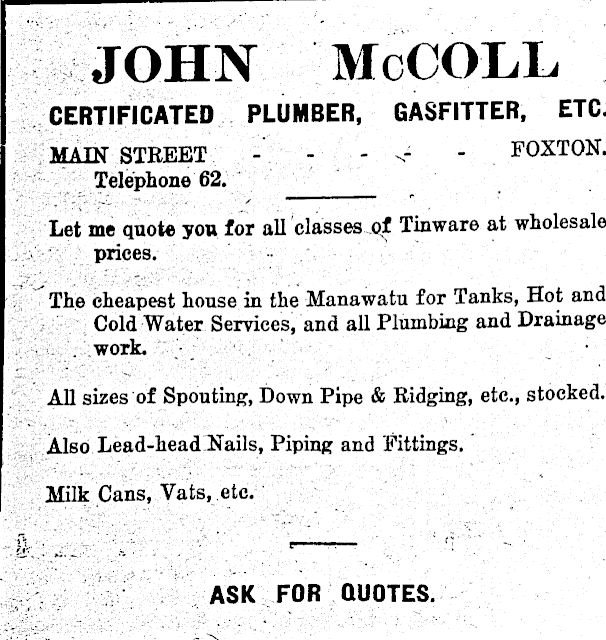 JOHN McCOLL
CERTIFICATED PLUMBER, GASFITTER, ETC.
MAIN STREET - - - - - FOXTON.
Telephone 62.
Let me quote you for all classes of Tinware at wholesale
prices.
The cheapest house in the Manawatu for Tanks, Hot and
Cold Water Services, and all Plumbing and Drainage
work.
All sizes of Spouting, Down Pipe & Ridging, etc., stocked.
Also Lead-head Nails, Piping and Fittings.
Milk Cans, Vats, etc.
ASK FOR QUOTES.